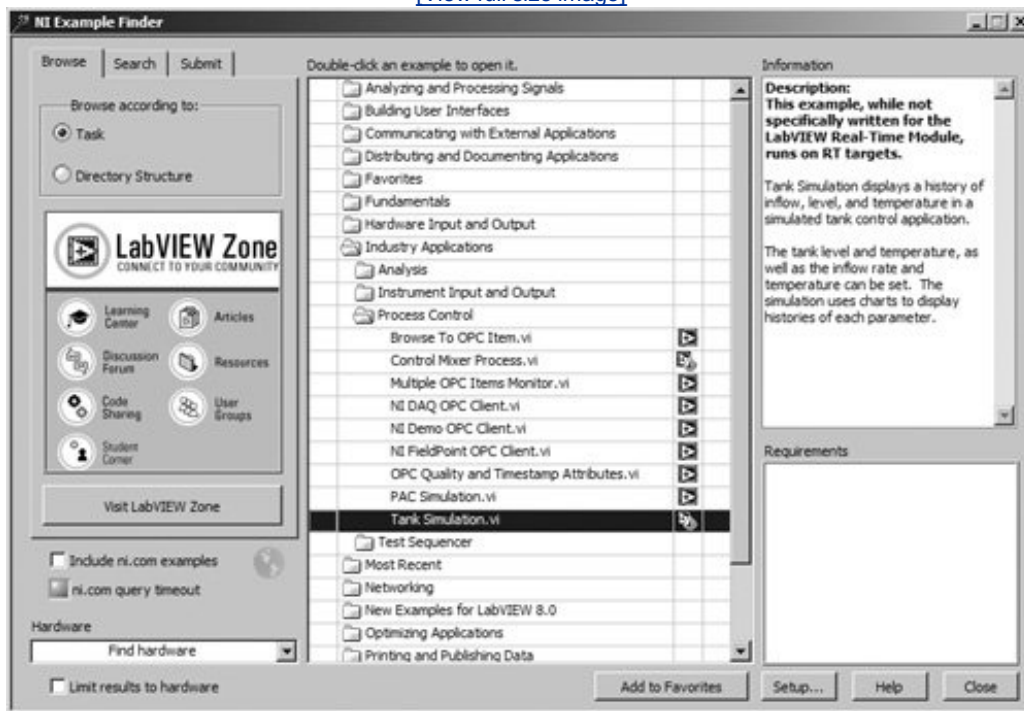 [View full size image]
NI Example Finder
Browse
Search
Submit
Browse according to:
Task
Directory Structure
LabVIEW Zone
CONNECT TO YOUR COMMUNITY
Learning
Center
Articles
Discussion
Forum
Resources
Code
Sharing
User
Groups
Student
Corner
Visit LabVIEW Zone
Include ni.com examples
ni.com query timeout
Hardware
Find hardware
Limit results to hardware
Double-click an example to open it.
Analyzing and Processing Signals
Building User Interfaces
Communicating with External Applications
Distributing and Documenting Applications
Favorites
Fundamentals
Hardware Input and Output
Industry Applications
Analysis
Instrument Input and Output
Process Control
Browse To OPC Item.vi
Control Mixer Process.vi
Multiple OPC Items Monitor.vi
NI DAQ OPC Client.vi
NI Demo OPC Client.vi
NI FieldPoint OPC Client.vi
OPC Quality and Timestamp Attributes.vi
PAC Simulation.vi
Tank Simulation.vi
Test Sequencer
Most Recent
Networking
New Examples for LabVIEW 8.0
Optimizing Applications
Printing and Publishing Data
Add to Favorites
Information
Description:
This example, while not
specifically written for the
LabVIEW Real-Time Module,
runs on RT targets.
Tank Simulation displays a history of
inflow, level, and temperature in a
simulated tank control application.
The tank level and temperature, as
well as the inflow rate and
temperature can be set. The
simulation uses charts to display
histories of each parameter.
Requirements
Setup...
Help
Close